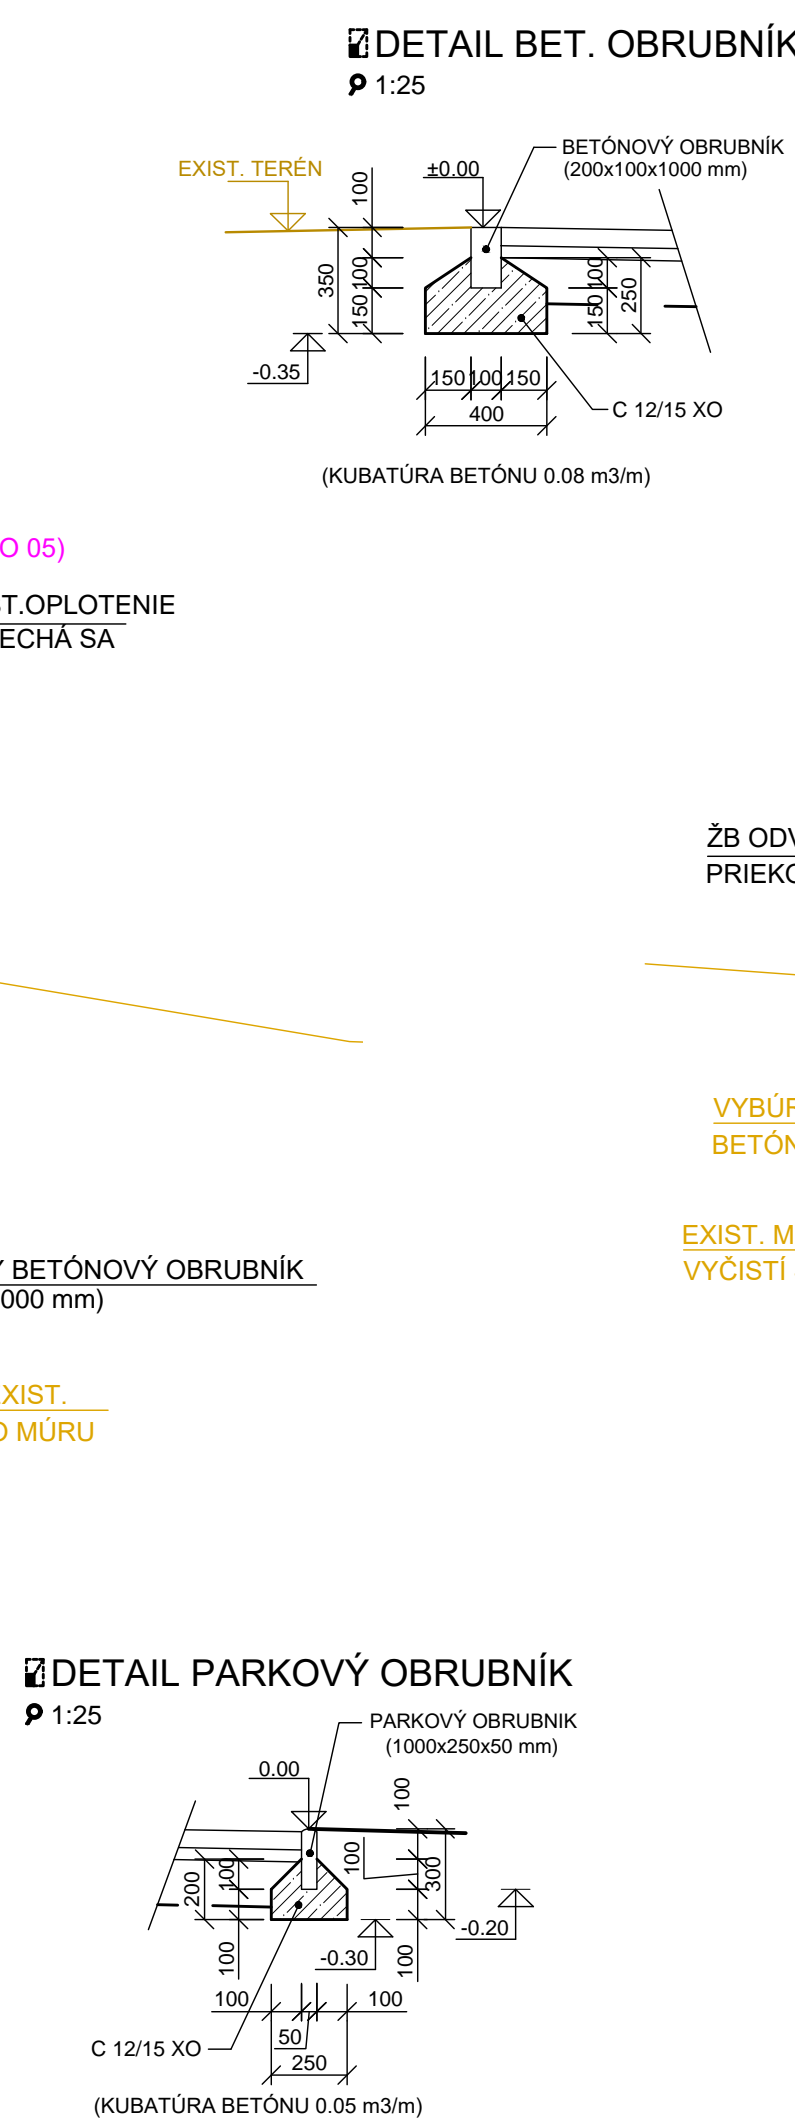 DETAIL BET. OBRUBNÍK
1:25
BETÓNOVÝ OBRUBNÍK
(200x100x1000 mm)
EXIST. TERÉN
±0.00
100
350
100
150
100
150
250
-0.35
150
100
150
400
C 12/15 XO
(KUBATÚRA BETÓNU 0.08 m3/m)
O 05)
ST.OPLOTENIE
ECHÁ SA
ŽB ODV
PRIEKO
VYBÚR
BETÓN
EXIST. M
VYČISTÍ
Ý BETÓNOVÝ OBRUBNÍK
000 mm)
EXIST.
O MÚRU
DETAIL PARKOVÝ OBRUBNÍK
1:25
PARKOVÝ OBRUBNIK
(1000x250x50 mm)
0.00
100
100
200
100
300
100
-0.20
-0.30
100
100
100
50
250
C 12/15 XO
(KUBATÚRA BETÓNU 0.05 m3/m)